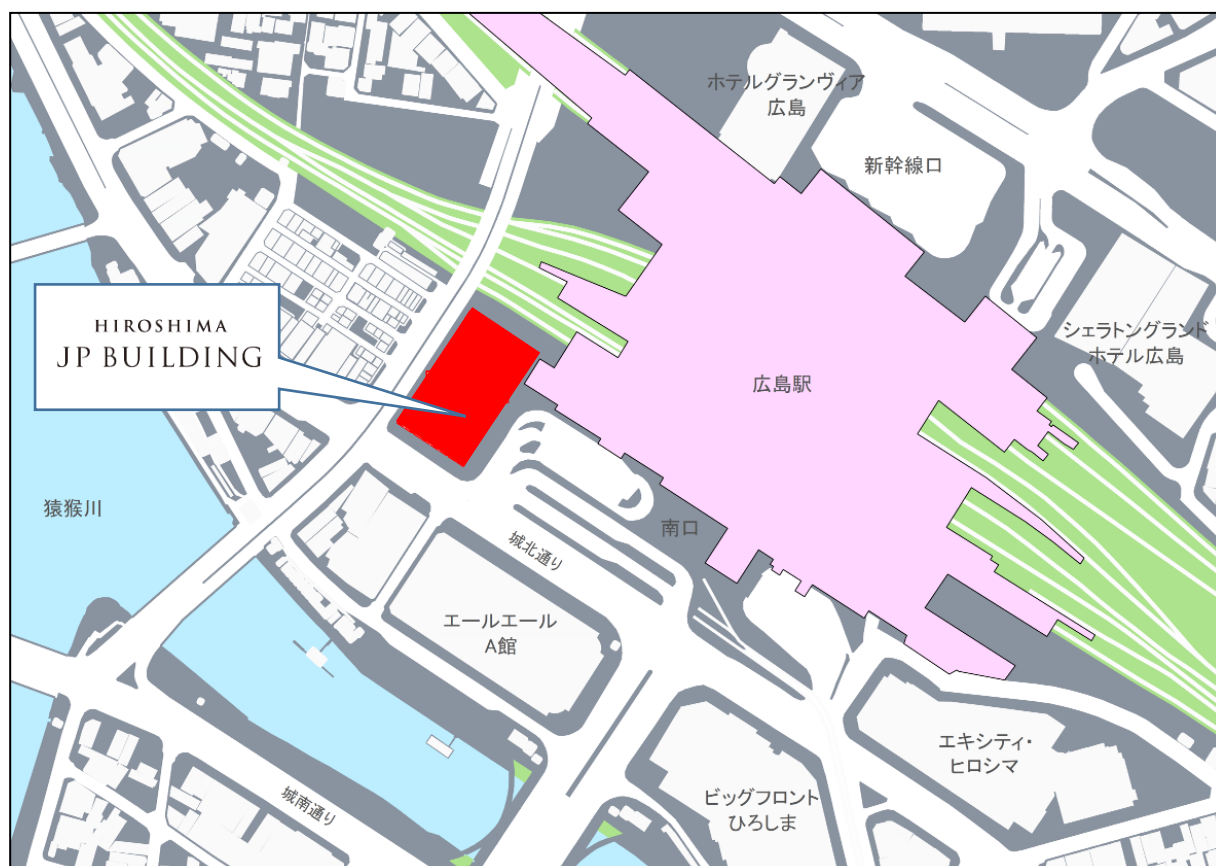 ホテルグランヴィア
広島
新幹線口
HIROSHIMA
JP BUILDING
シェラトングランド
ホテル広島
広島駅
猿猴川
南口
城北通り
エールエール
A館
エキシティ・
ヒロシマ
城南通り
ビッグフロント
ひろしま